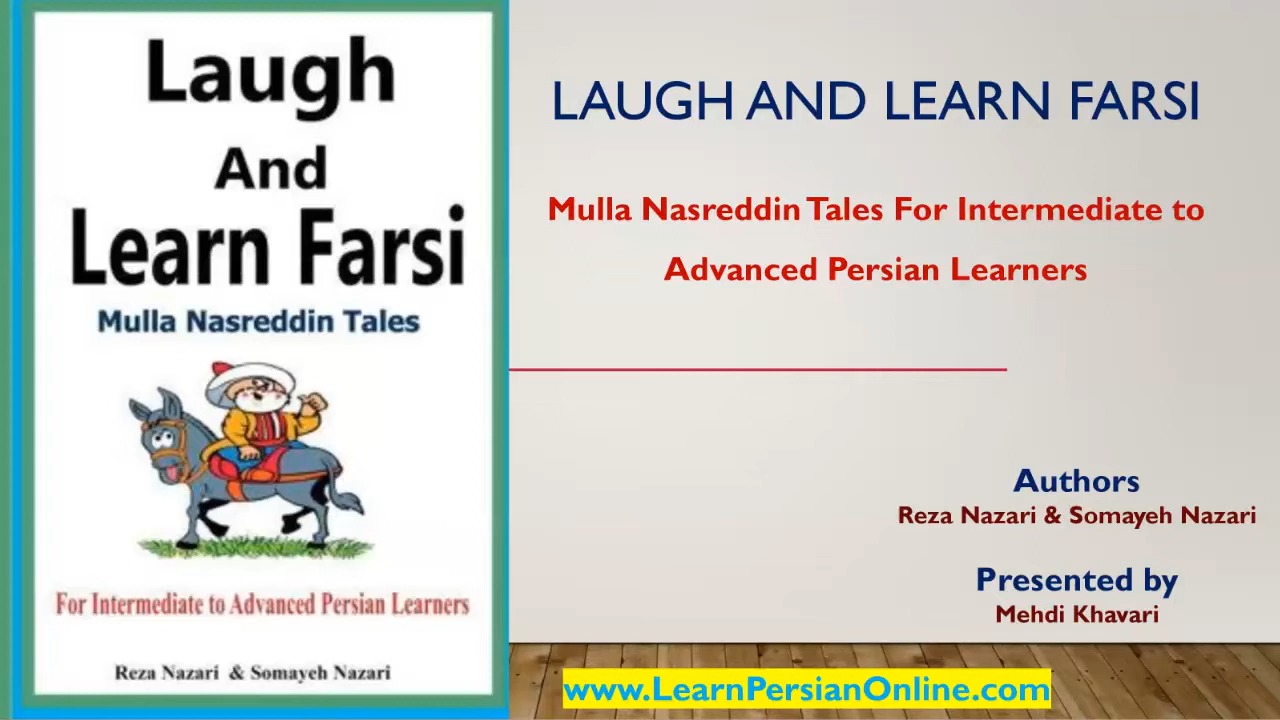 Laugh
And
Learn Farsi
Mulla Nasreddin Tales
For Intermediate to Advanced Persian Learners
Reza Nazari & Somayeh Nazari
LAUGH AND LEARN FARSI
Mulla Nasreddin Tales For Intermediate to
Advanced Persian Learners
Authors
Reza Nazari & Somayeh Nazari
Presented by
Mehdi Khavari
www.LearnPersianOnline.com